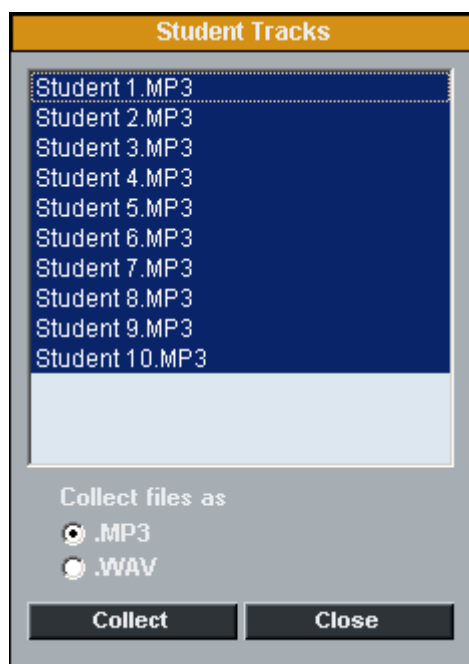 Student Tracks
Student 1.MP3
Student 2.MP3
Student 3.MP3
Student 4.MP3
Student 5.MP3
Student 6.MP3
Student 7.MP3
Student 8.MP3
Student 9.MP3
Student 10.MP3
Collect files as
.MP3
.WAV
Collect Close